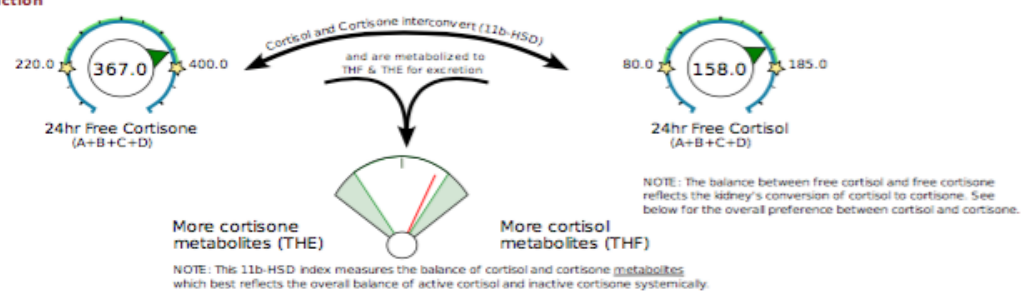 ction
Cortisol and Cortisone interconvert (11b-HSD)
and are metabolized to
THF & THE for excretion
220.0
367.0
400.0
24hr Free Cortisone
(A+B+C+D)
80.0
158.0
185.0
24hr Free Cortisol
(A+B+C+D)
NOTE: The balance between free cortisol and free cortisone
reflects the kidney's conversion of cortisol to cortisone. See
below for the overall preference between cortisol and cortisone.
More cortisone
metabolites (THE)
More cortisol
metabolites (THF)
NOTE: This 11b-HSD index measures the balance of cortisol and cortisone metabolites
which best reflects the overall balance of active cortisol and inactive cortisone systemically.